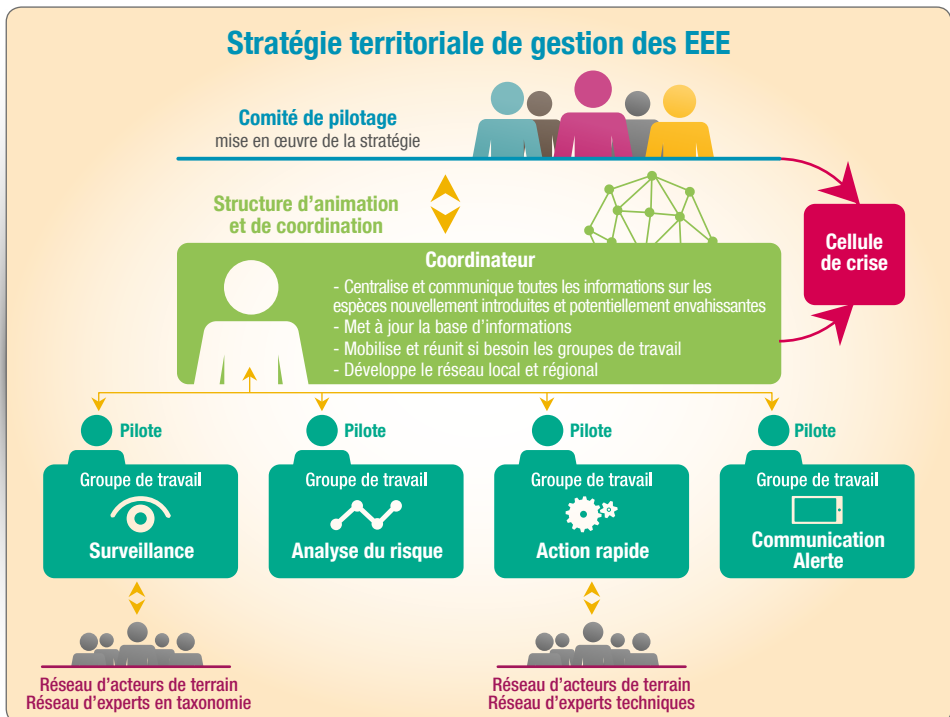 Stratégie territoriale de gestion des EEE
Comité de pilotage
mise en œuvre de la stratégie
Structure d’animation
et de coordination
Cellule
de crise
Coordinateur
- Centralise et communique toutes les informations sur les
espèces nouvellement introduites et potentiellement envahissantes
- Met à jour la base d’informations
- Mobilise et réunit si besoin les groupes de travail
- Développe le réseau local et régional
Pilote
Groupe de travail
Surveillance
Pilote
Groupe de travail
Analyse du risque
Pilote
Groupe de travail
Action rapide
Pilote
Groupe de travail
Communication
Alerte
Réseau d’acteurs de terrain
Réseau d’experts en taxonomie
Réseau d’acteurs de terrain
Réseau d’experts techniques